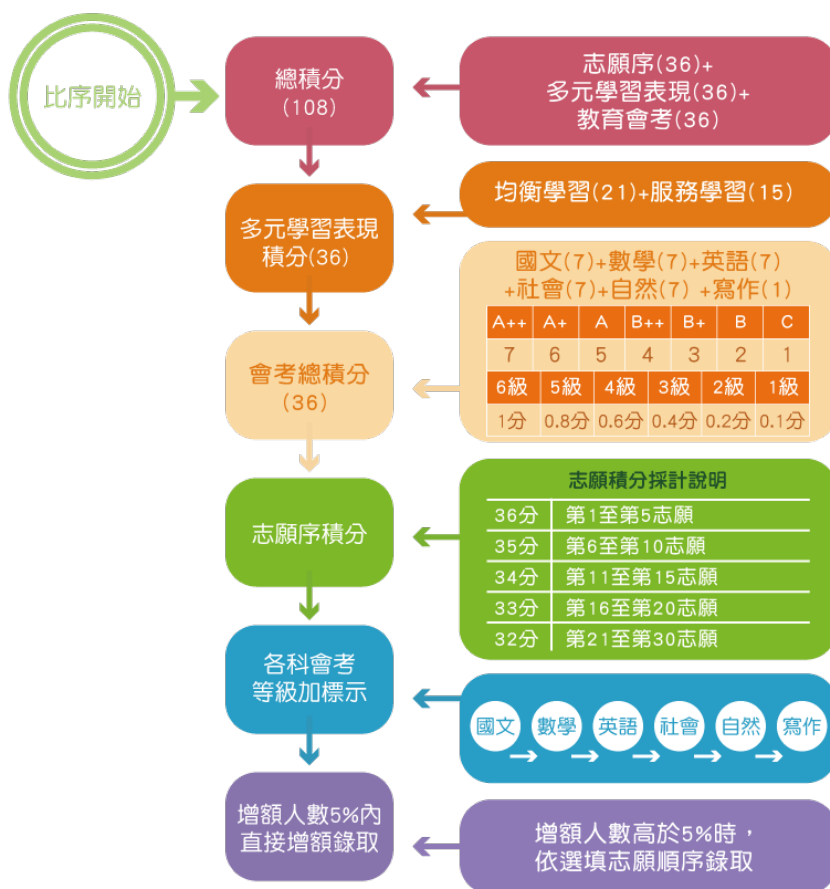 比序開始
總積分
(108)
志願序(36)+
多元學習表現(36)+
教育會考(36)
多元學習表現
積分(36)
均衡學習(21)+服務學習(15)
會考總積分
(36)
國文(7)+數學(7)+英語(7)
+社會(7)+自然(7) +寫作(1)
A++ A+ A B++ B+ B C
7 6 5 4 3 2 1
6級 5級 4級 3級 2級 1級
1分 0.8分 0.6分 0.4分 0.2分 0.1分
志願序積分
志願積分採計說明
36分 第1至第5志願
35分 第6至第10志願
34分 第11至第15志願
33分 第16至第20志願
32分 第21至第30志願
各科會考
等級加標示
國文 數學 英語 社會 自然 寫作
增額人數5%內
直接增額錄取
增額人數高於5%時，
依選填志願順序錄取